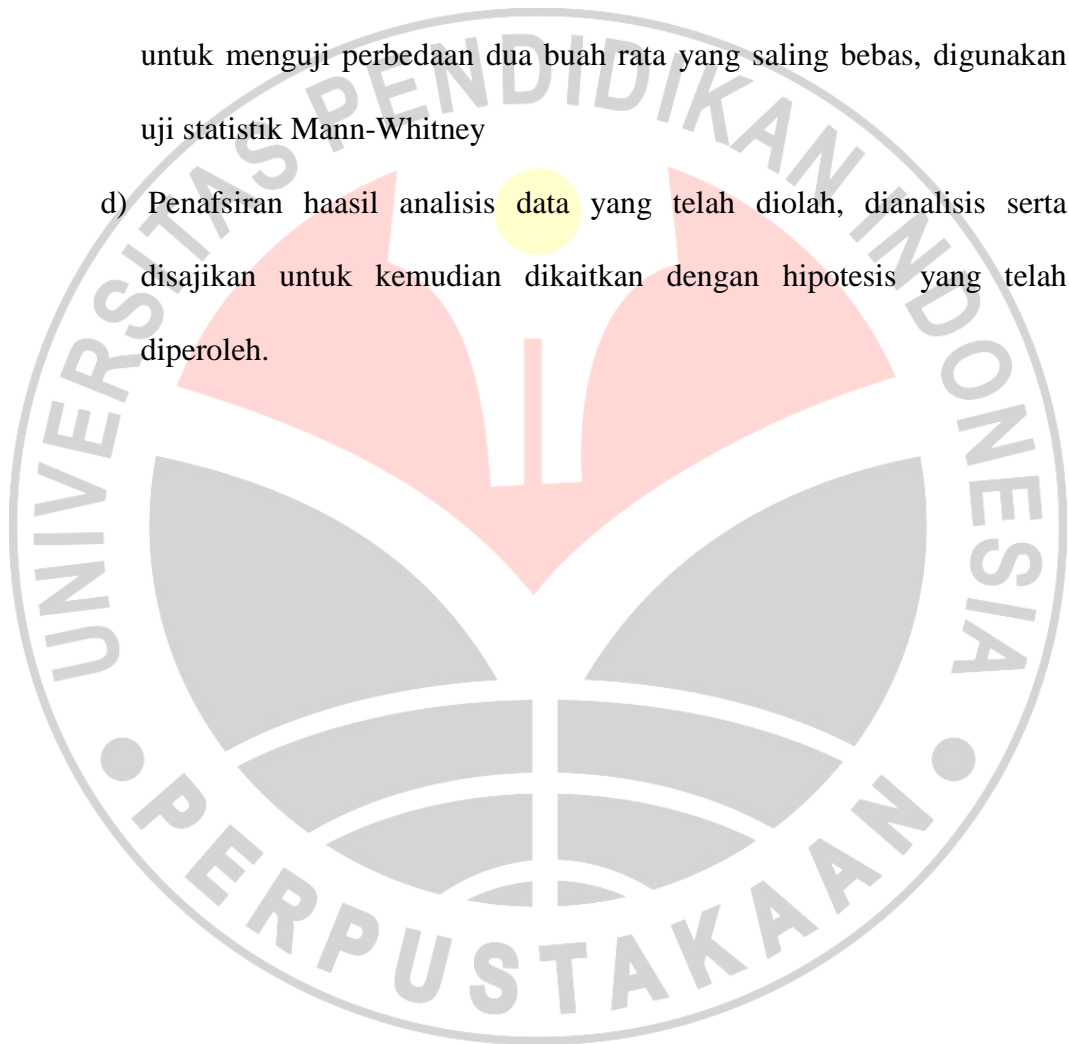 untuk menguji perbedaan dua buah rata yang saling bebas, digunakan
uji statistik Mann-Whitney
d) Penafsiran haasil analisis data yang telah diolah, dianalisis serta
disajikan untuk kemudian dikaitkan dengan hipotesis yang telah
diperoleh.
UNIVERSITAS PENDIDIKAN INDONESIA
PERPUSTAKAAN